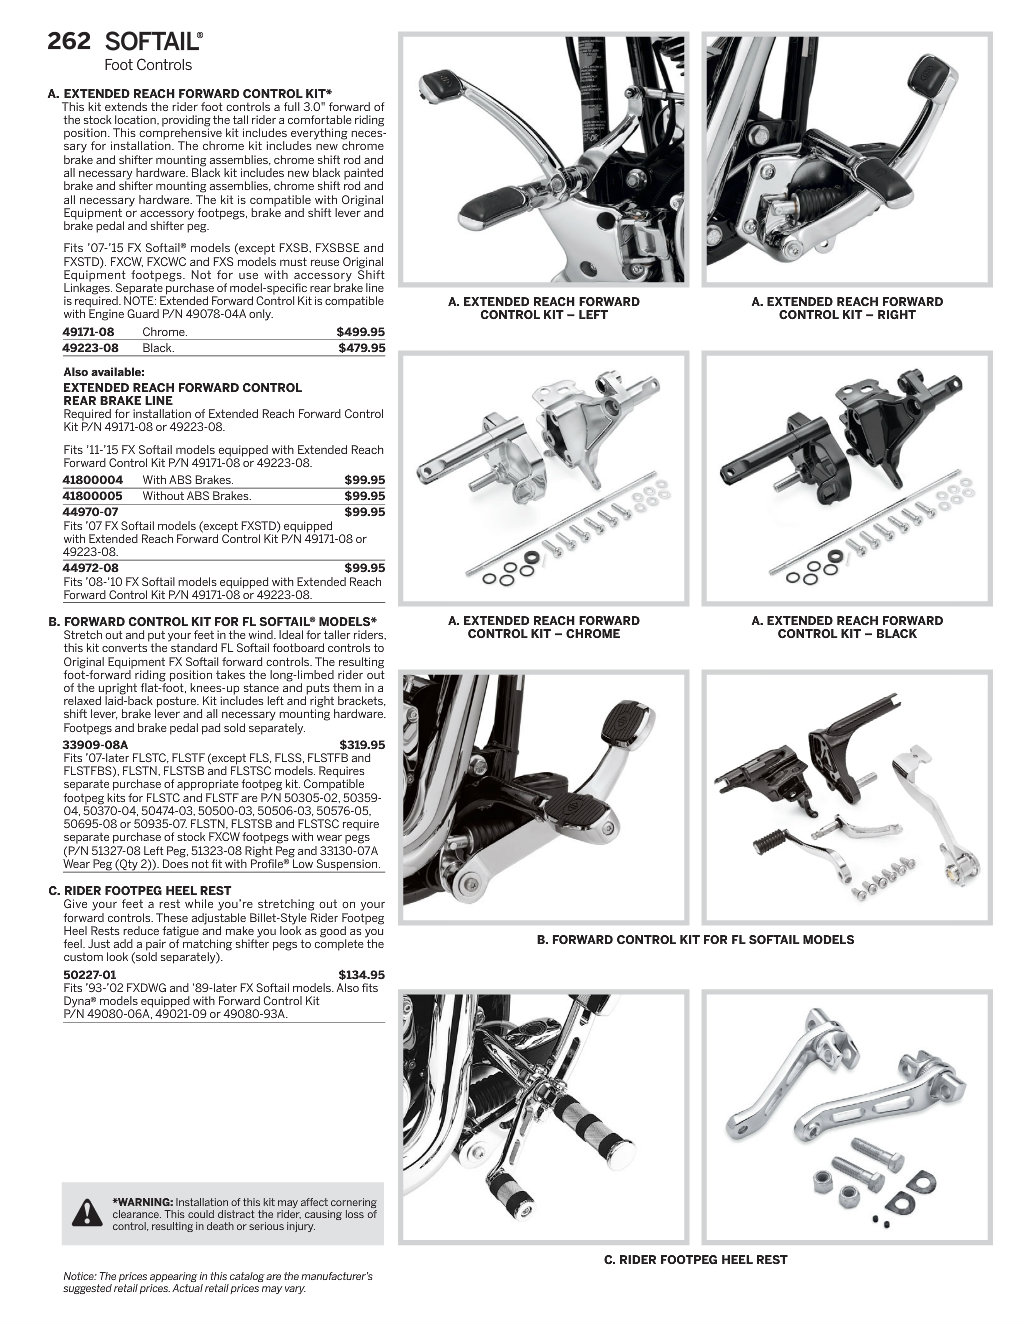 262 SOFTAIL®
Foot Controls
A. EXTENDED REACH FORWARD CONTROL KIT*
This kit extends the rider foot controls a full 3.0" forward of
the stock location, providing the tall rider a comfortable riding
position. This comprehensive kit includes everything neces-
sary for installation. The chrome kit includes new chrome
brake and shifter mounting assemblies, chrome shift rod and
all necessary hardware. Black kit includes new black painted
brake and shifter mounting assemblies, chrome shift rod and
all necessary hardware. The kit is compatible with Original
Equipment or accessory footpegs, brake and shift lever and
brake pedal and shifter peg.
Fits ’07-’15 FX Softail® models (except FXSB, FXSBSE and
FXSTD). FXCW, FXCWC and FXS models must reuse Original
Equipment footpegs. Not for use with accessory Shift
Linkages. Separate purchase of model-specific rear brake line
is required. NOTE: Extended Forward Control Kit is compatible
with Engine Guard P/N 49078-04A only.
49171-08 Chrome. $499.95
49223-08 Black. $479.95
Also available:
EXTENDED REACH FORWARD CONTROL
REAR BRAKE LINE
Required for installation of Extended Reach Forward Control
Kit P/N 49171-08 or 49223-08.
Fits ’11-’15 FX Softail models equipped with Extended Reach
Forward Control Kit P/N 49171-08 or 49223-08.
41800004 With ABS Brakes. $99.95
41800005 Without ABS Brakes. $99.95
44970-07 $99.95
Fits ’07 FX Softail models (except FXSTD) equipped
with Extended Reach Forward Control Kit P/N 49171-08 or
49223-08.
44972-08 $99.95
Fits ’08-’10 FX Softail models equipped with Extended Reach
Forward Control Kit P/N 49171-08 or 49223-08.
B. FORWARD CONTROL KIT FOR FL SOFTAIL® MODELS*
Stretch out and put your feet in the wind. Ideal for taller riders,
this kit converts the standard FL Softail footboard controls to
Original Equipment FX Softail forward controls. The resulting
foot-forward riding position takes the long-limbed rider out
of the upright flat-foot, knees-up stance and puts them in a
relaxed laid-back posture. Kit includes left and right brackets,
shift lever, brake lever and all necessary mounting hardware.
Footpegs and brake pedal pad sold separately.
33909-08A $319.95
Fits ’07-later FLSTC, FLSTF (except FLS, FLSS, FLSTFB and
FLSTFBS), FLSTN, FLSTSB and FLSTSC models. Requires
separate purchase of appropriate footpeg kit. Compatible
footpeg kits for FLSTC and FLSTF are P/N 50305-02, 50359-
04, 50370-04, 50474-03, 50500-03, 50506-03, 50576-05,
50695-08 or 50935-07. FLSTN, FLSTSB and FLSTSC require
separate purchase of stock FXCW footpegs with wear pegs
(P/N 51327-08 Left Peg, 51323-08 Right Peg and 33130-07A
Wear Peg (Qty 2)). Does not fit with Profile® Low Suspension.
C. RIDER FOOTPEG HEEL REST
Give your feet a rest while you’re stretching out on your
forward controls. These adjustable Billet-Style Rider Footpeg
Heel Rests reduce fatigue and make you look as good as you
feel. Just add a pair of matching shifter pegs to complete the
custom look (sold separately).
50227-01 $134.95
Fits ’93-’02 FXDWG and ’89-later FX Softail models. Also fits
Dyna® models equipped with Forward Control Kit
P/N 49080-06A, 49021-09 or 49080-93A.
*WARNING: Installation of this kit may affect cornering
clearance. This could distract the rider, causing loss of
control, resulting in death or serious injury.
Notice: The prices appearing in this catalog are the manufacturer’s
suggested retail prices. Actual retail prices may vary.
A. EXTENDED REACH FORWARD
CONTROL KIT – LEFT
A. EXTENDED REACH FORWARD
CONTROL KIT – RIGHT
A. EXTENDED REACH FORWARD
CONTROL KIT – CHROME
A. EXTENDED REACH FORWARD
CONTROL KIT – BLACK
B. FORWARD CONTROL KIT FOR FL SOFTAIL MODELS
C. RIDER FOOTPEG HEEL REST